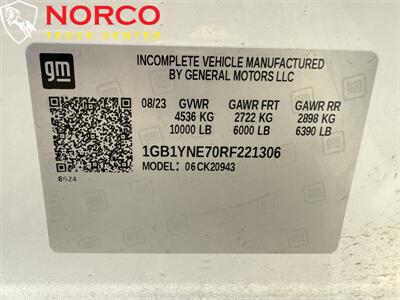 NORCO
TRUCK CENTER
gm
INCOMPLETE VEHICLE MANUFACTURED
BY GENERAL MOTORS LLC
08/23 GVWR GAWR FRT GAWR RR
4536 KG 2722 KG 2898 KG
10000 LB 6000 LB 6390 LB
1GB1YNE70RF221306
MODEL: 06CK20943
8624